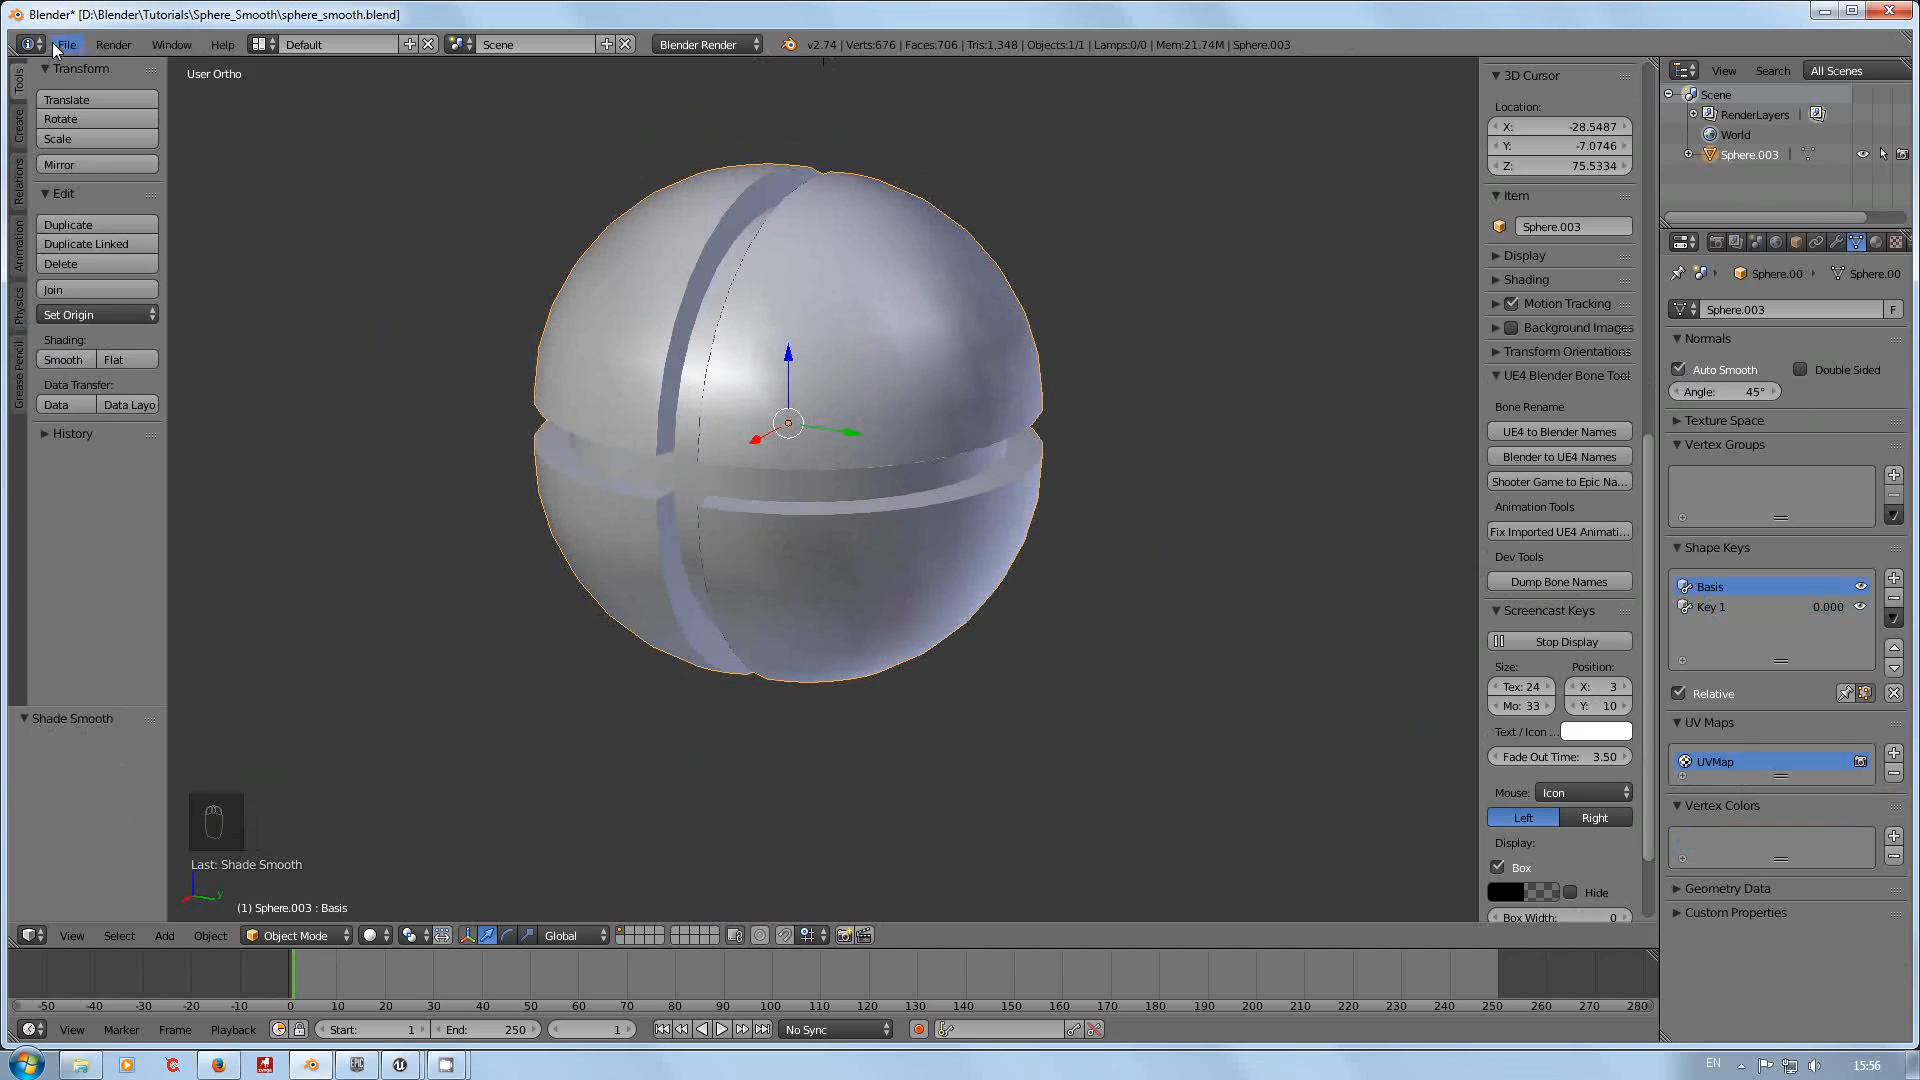 Blender* [D:\Blender\Tutorials\Sphere_Smooth\sphere_smooth.blend]
File Render Window Help Default Scene Blender Render v2.74 | Verts:676 | Faces:706 | Tris:1,348 | Objects:1/1 | Lamps:0/0 | Mem:21.74M | Sphere.003
Tools
Create
Relations
Animation
Physics
Grease Pencil
Transform
Translate
Rotate
Scale
Mirror
Edit
Duplicate
Duplicate Linked
Delete
Join
Set Origin
Shading:
Smooth Flat
Data Transfer:
Data Data Layo
History
Shade Smooth
User Ortho
Last: Shade Smooth
y
(1) Sphere.003 : Basis
3D Cursor
Location:
X: -28.5487
Y: -7.0746
Z: 75.5334
Item
Sphere.003
Display
Shading
Motion Tracking
Background Images
Transform Orientations
UE4 Blender Bone Tool
Bone Rename
UE4 to Blender Names
Blender to UE4 Names
Shooter Game to Epic Na...
Animation Tools
Fix Imported UE4 Animati...
Dev Tools
Dump Bone Names
Screencast Keys
Stop Display
Size: Position:
Tex: 24 X: 3
Mo: 33 Y: 10
Text / Icon ...
Fade Out Time: 3.50
Mouse: Icon
Left Right
Display:
Box
Hide
Box Width: 0
View Search All Scenes
Scene
RenderLayers
World
Sphere.003
Sphere.00 Sphere.00
Sphere.003 F
Normals
Auto Smooth Double Sided
Angle: 45°
Texture Space
Vertex Groups
Shape Keys
Basis
Key 1 0.000
Relative
UV Maps
UVMap
Vertex Colors
Geometry Data
Custom Properties
View Select Add Object Object Mode Global
-50 -40 -30 -20 -10 0 10 20 30 40 50 60 70 80 90 100 110 120 130 140 150 160 170 180 190 200 210 220 230 240 250 260 270 280
View Marker Frame Playback Start: 1 End: 250 1 No Sync
EN 15:56